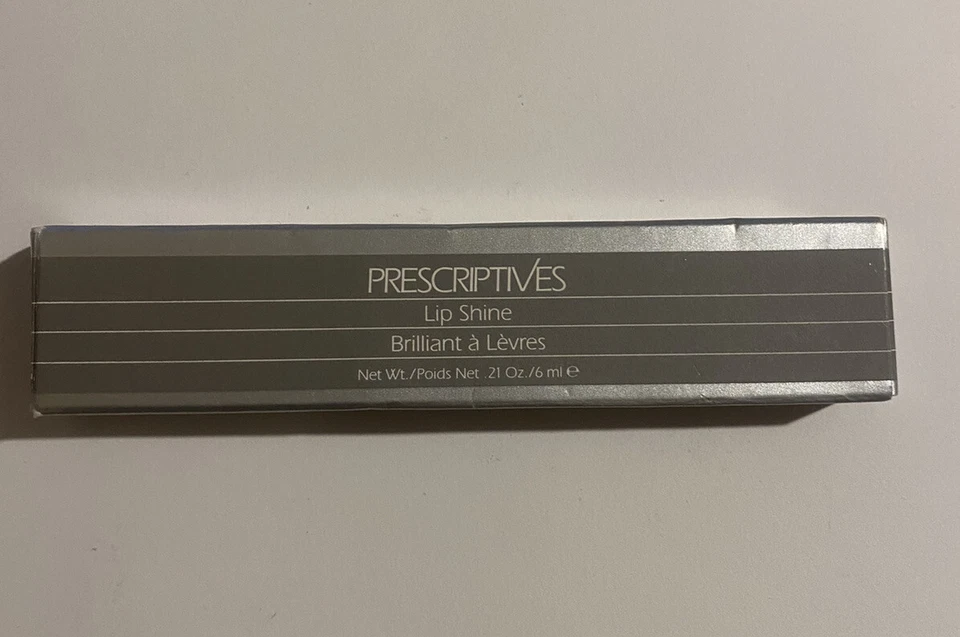 PRESCRIPTIVES
Lip Shine
Brilliant à Lèvres
Net Wt./Poids Net .21 Oz./6 ml ℮